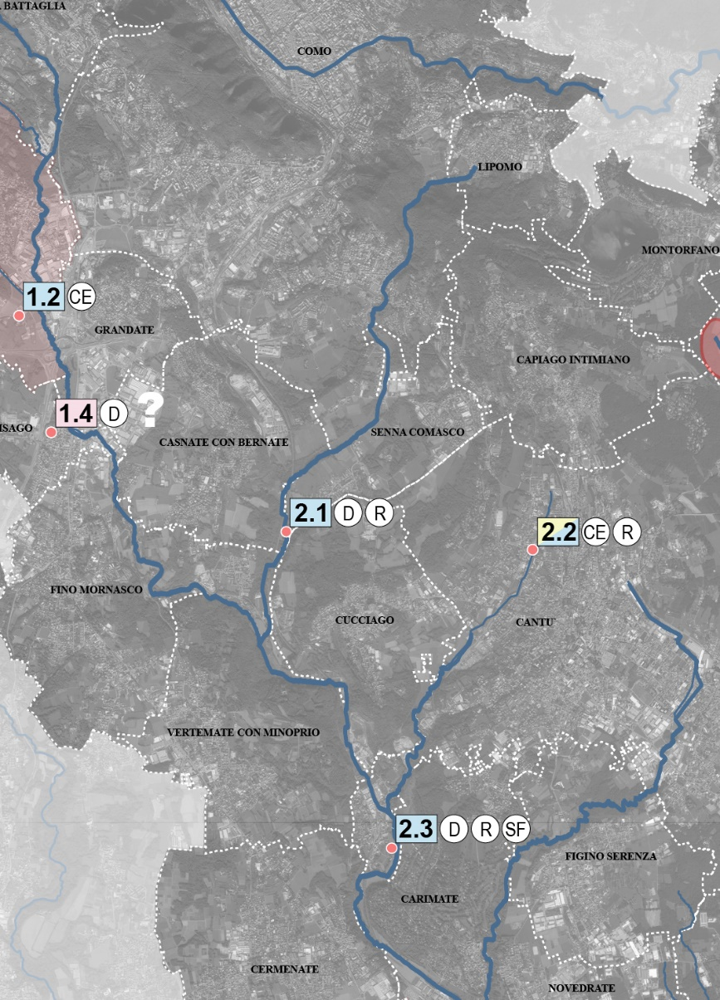 BATTAGLIA
COMO
LIPOMO
MONTORFANO
1.2 CE
GRANDATE
CAPIAGO INTIMIANO
1.4 D ?
CASNATE CON BERNATE
SENNA COMASCO
2.1 D R
2.2 CE R
FINO MORNASCO
CUCCIAGO
CANTU'
VERTEMATE CON MINOPRIO
2.3 D R SF
FIGINO SERENZA
CARIMATE
CERMENATE
NOVEDRATE